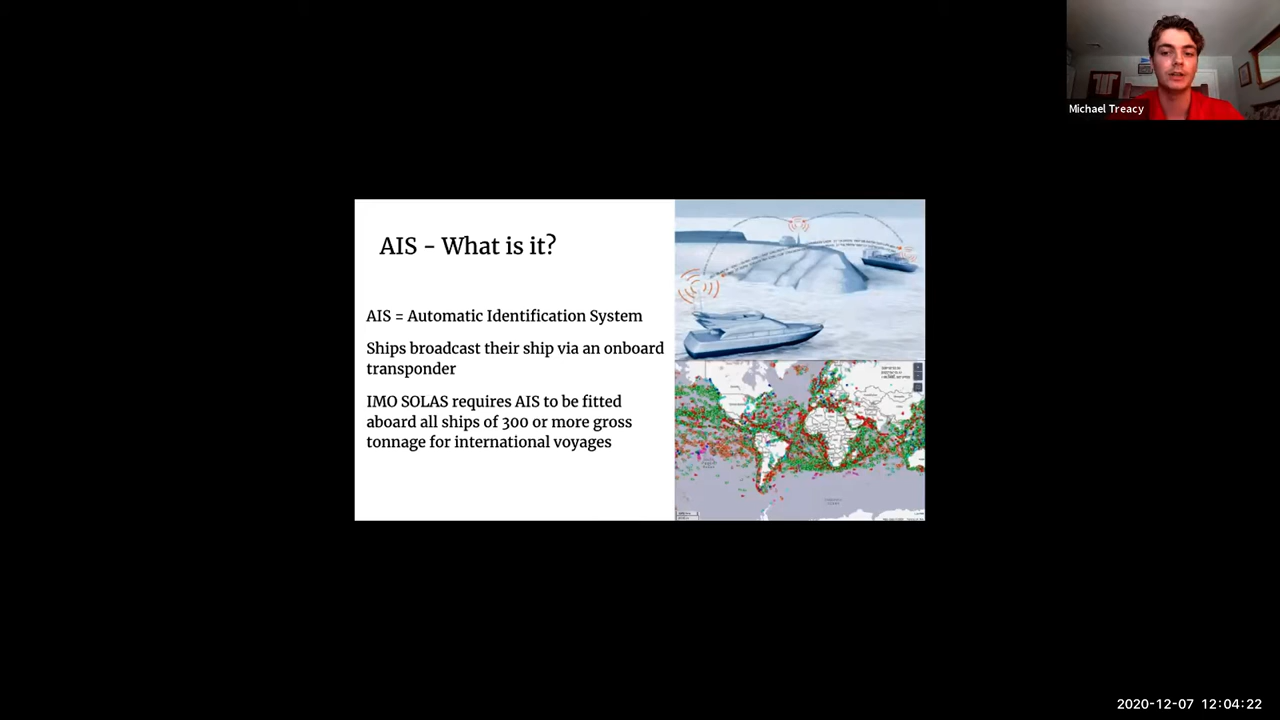 Michael Treacy
AIS - What is it?
AIS = Automatic Identification System
Ships broadcast their ship via an onboard
transponder
IMO SOLAS requires AIS to be fitted
aboard all ships of 300 or more gross
tonnage for international voyages
2020-12-07 12:04:22